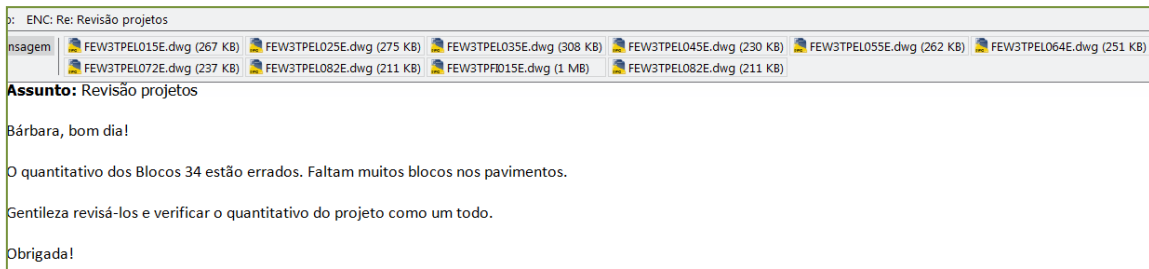 o: ENC: Re: Revisão projetos
nsagem FEW3TPEL015E.dwg (267 KB) FEW3TPEL025E.dwg (275 KB) FEW3TPEL035E.dwg (308 KB) FEW3TPEL045E.dwg (230 KB) FEW3TPEL055E.dwg (262 KB) FEW3TPEL064E.dwg (251 KB)
FEW3TPEL072E.dwg (237 KB) FEW3TPEL082E.dwg (211 KB) FEW3TPFI015E.dwg (1 MB) FEW3TPEL082E.dwg (211 KB)
Assunto: Revisão projetos
Bárbara, bom dia!
O quantitativo dos Blocos 34 estão errados. Faltam muitos blocos nos pavimentos.
Gentileza revisá-los e verificar o quantitativo do projeto como um todo.
Obrigada!